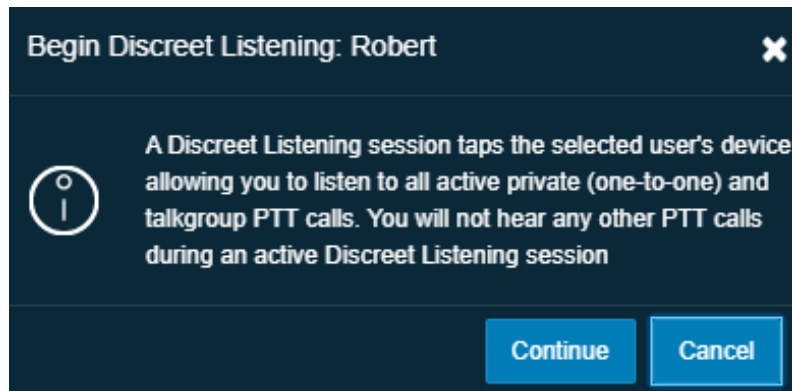 Begin Discreet Listening: Robert
A Discreet Listening session taps the selected user's device
allowing you to listen to all active private (one-to-one) and
talkgroup PTT calls. You will not hear any other PTT calls
during an active Discreet Listening session
Continue Cancel